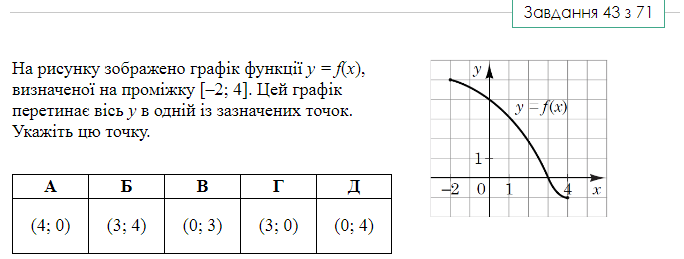 Завдання 43 з 71
На рисунку зображено графік функції y = f(x),
визначеної на проміжку [–2; 4]. Цей графік
перетинає вісь y в одній із зазначених точок.
Укажіть цю точку.
А Б В Г Д
(4; 0) (3; 4) (0; 3) (3; 0) (0; 4)
y
y = f(x)
1
–2 0 1 4 x